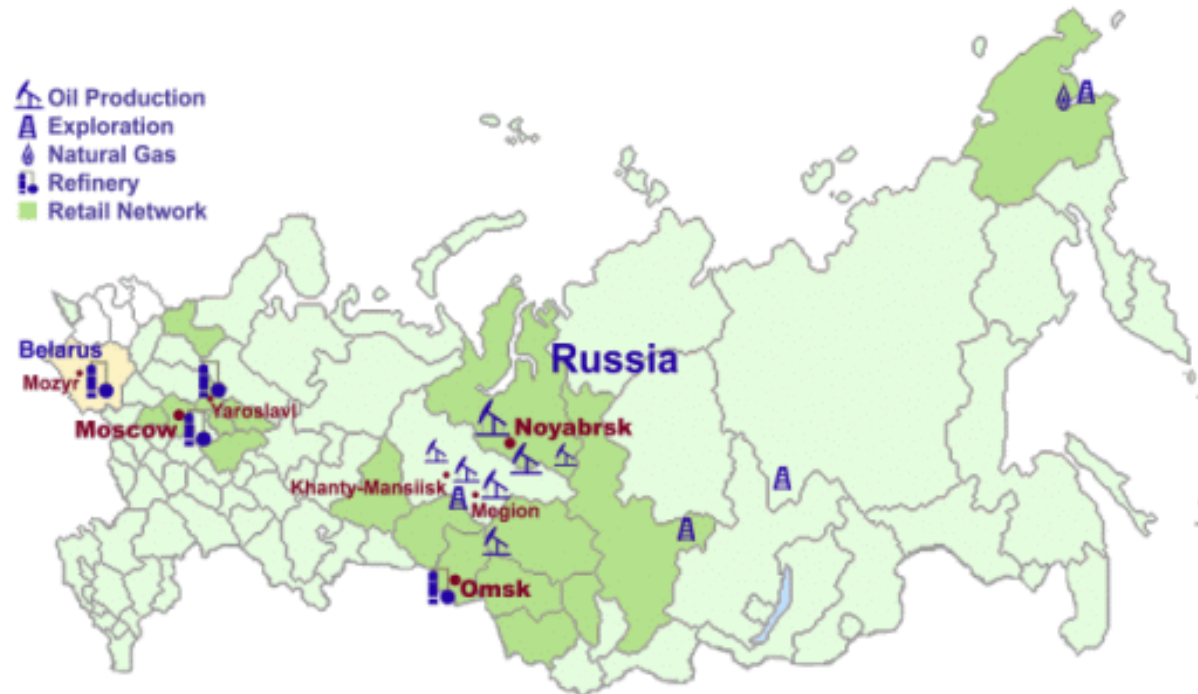 Oil Production
Exploration
Natural Gas
Refinery
Retail Network
Belarus
Mozyr
Yaroslavl
Moscow
Russia
Noyabrsk
Khanty-Mansiisk
Megion
Omsk